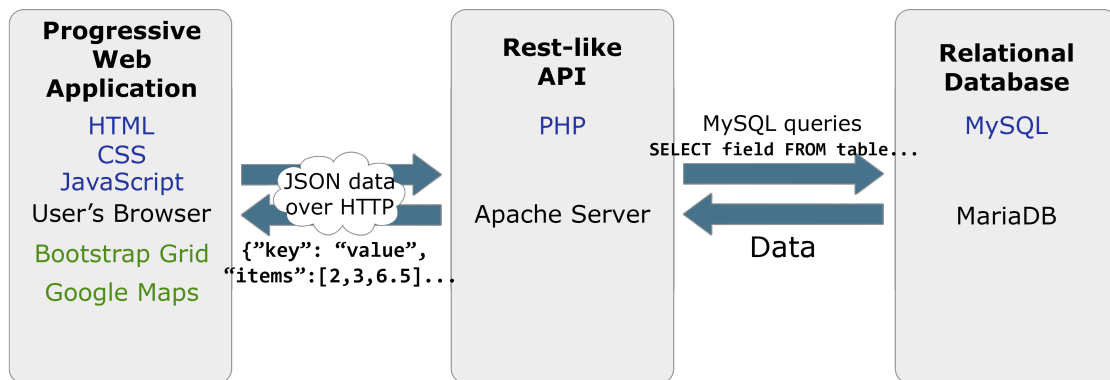 Progressive
Web
Application
HTML
CSS
JavaScript
User’s Browser
Bootstrap Grid
Google Maps
JSON data
over HTTP
{”key”: “value”,
“items”:[2,3,6.5]...
Rest-like
API
PHP
Apache Server
MySQL queries
SELECT field FROM table...
Data
Relational
Database
MySQL
MariaDB